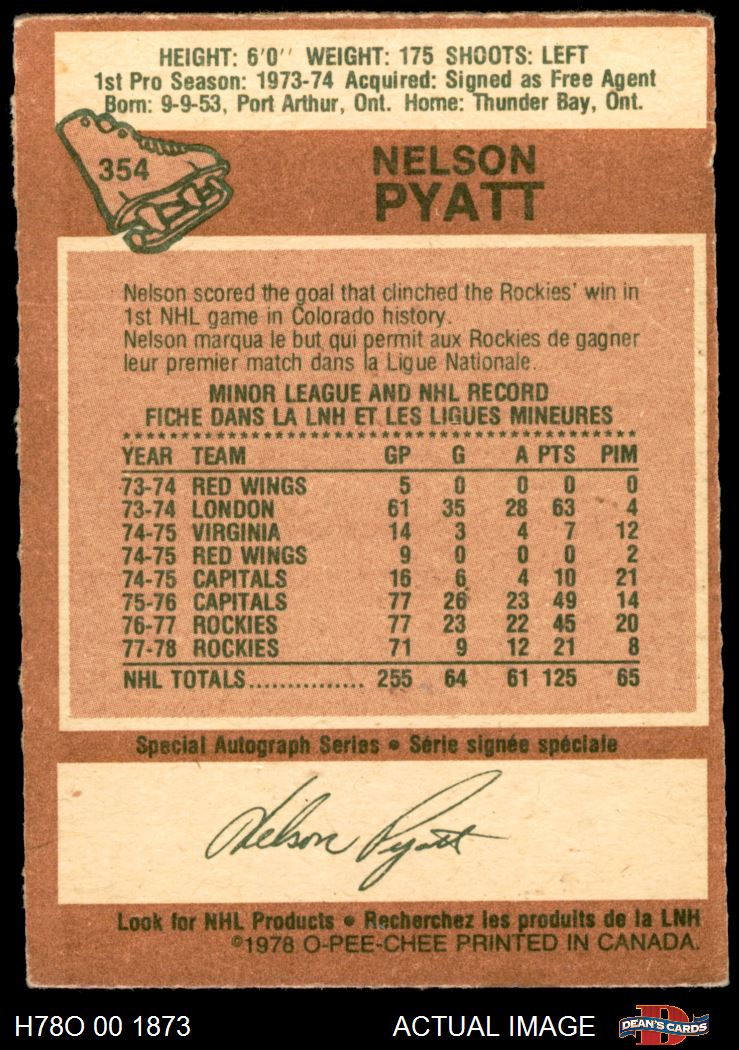 HEIGHT: 6'0'' WEIGHT: 175 SHOOTS: LEFT
1st Pro Season: 1973-74 Acquired: Signed as Free Agent
Born: 9-9-53, Port Arthur, Ont. Home: Thunder Bay, Ont.
354
NELSON
PYATT
Nelson scored the goal that clinched the Rockies' win in
1st NHL game in Colorado history.
Nelson marqua le but qui permit aux Rockies de gagner
leur premier match dans la Ligue Nationale.
MINOR LEAGUE AND NHL RECORD
FICHE DANS LA LNH ET LES LIGUES MINEURES
****************************************
YEAR TEAM GP G A PTS PIM
73-74 RED WINGS 5 0 0 0 0
73-74 LONDON 61 35 28 63 4
74-75 VIRGINIA 14 3 4 7 12
74-75 RED WINGS 9 0 0 0 2
74-75 CAPITALS 16 6 4 10 21
75-76 CAPITALS 77 26 23 49 14
76-77 ROCKIES 77 23 22 45 20
77-78 ROCKIES 71 9 12 21 8
NHL TOTALS................ 255 64 61 125 65
Special Autograph Series • Série signée spéciale
Nelson Pyatt
Look for NHL Products • Recherchez les produits de la LNH
©1978 O-PEE-CHEE PRINTED IN CANADA.
H78O 00 1873 ACTUAL IMAGE D DEAN'S CARDS